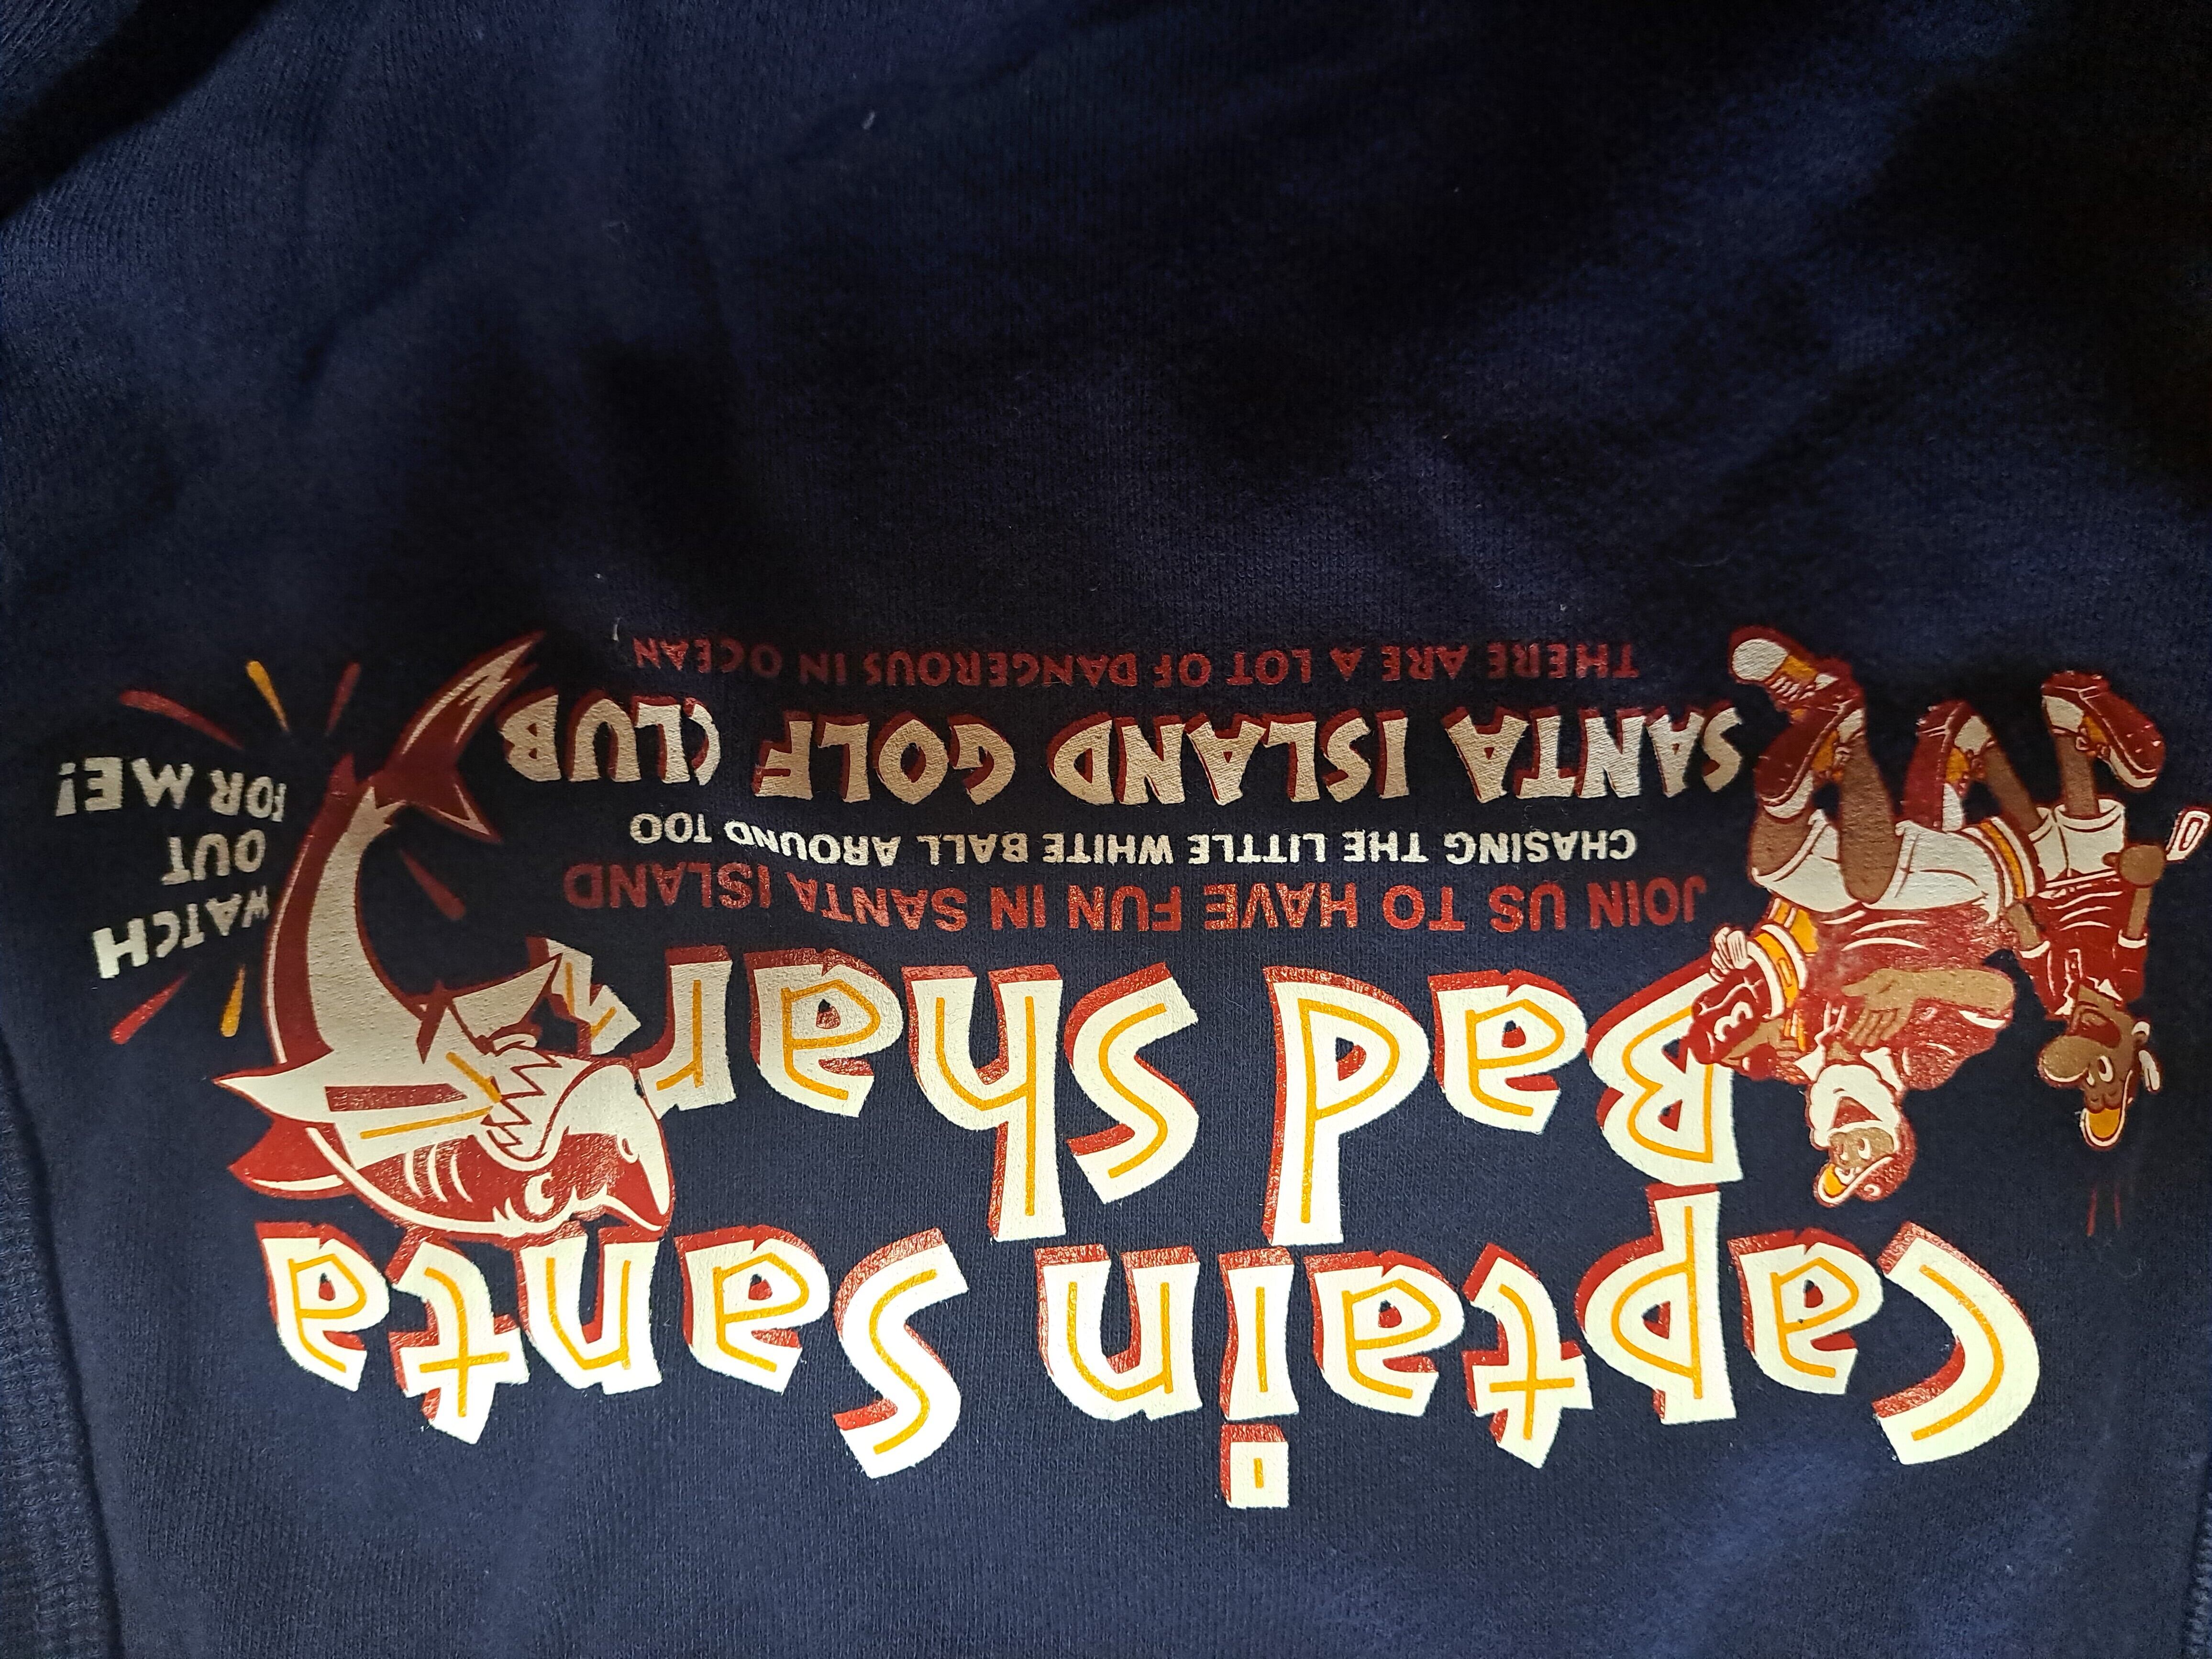 Captain Santa
Bad shark
JOIN US TO HAVE FUN IN SANTA ISLAND
CHASING THE LITTLE WHITE BALL AROUND TOO
SANTA ISLAND GOLF CLUB
THERE ARE A LOT OF DANGEROUS IN OCEAN
WATCH
OUT
FOR ME!
3